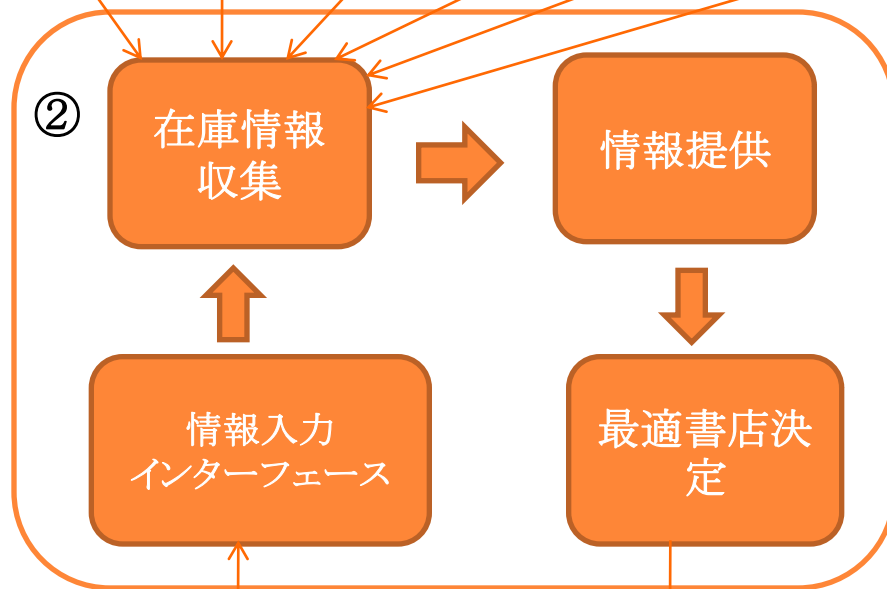 ②
在庫情報
収集
情報提供
情報入力
インターフェース
最適書店決
定